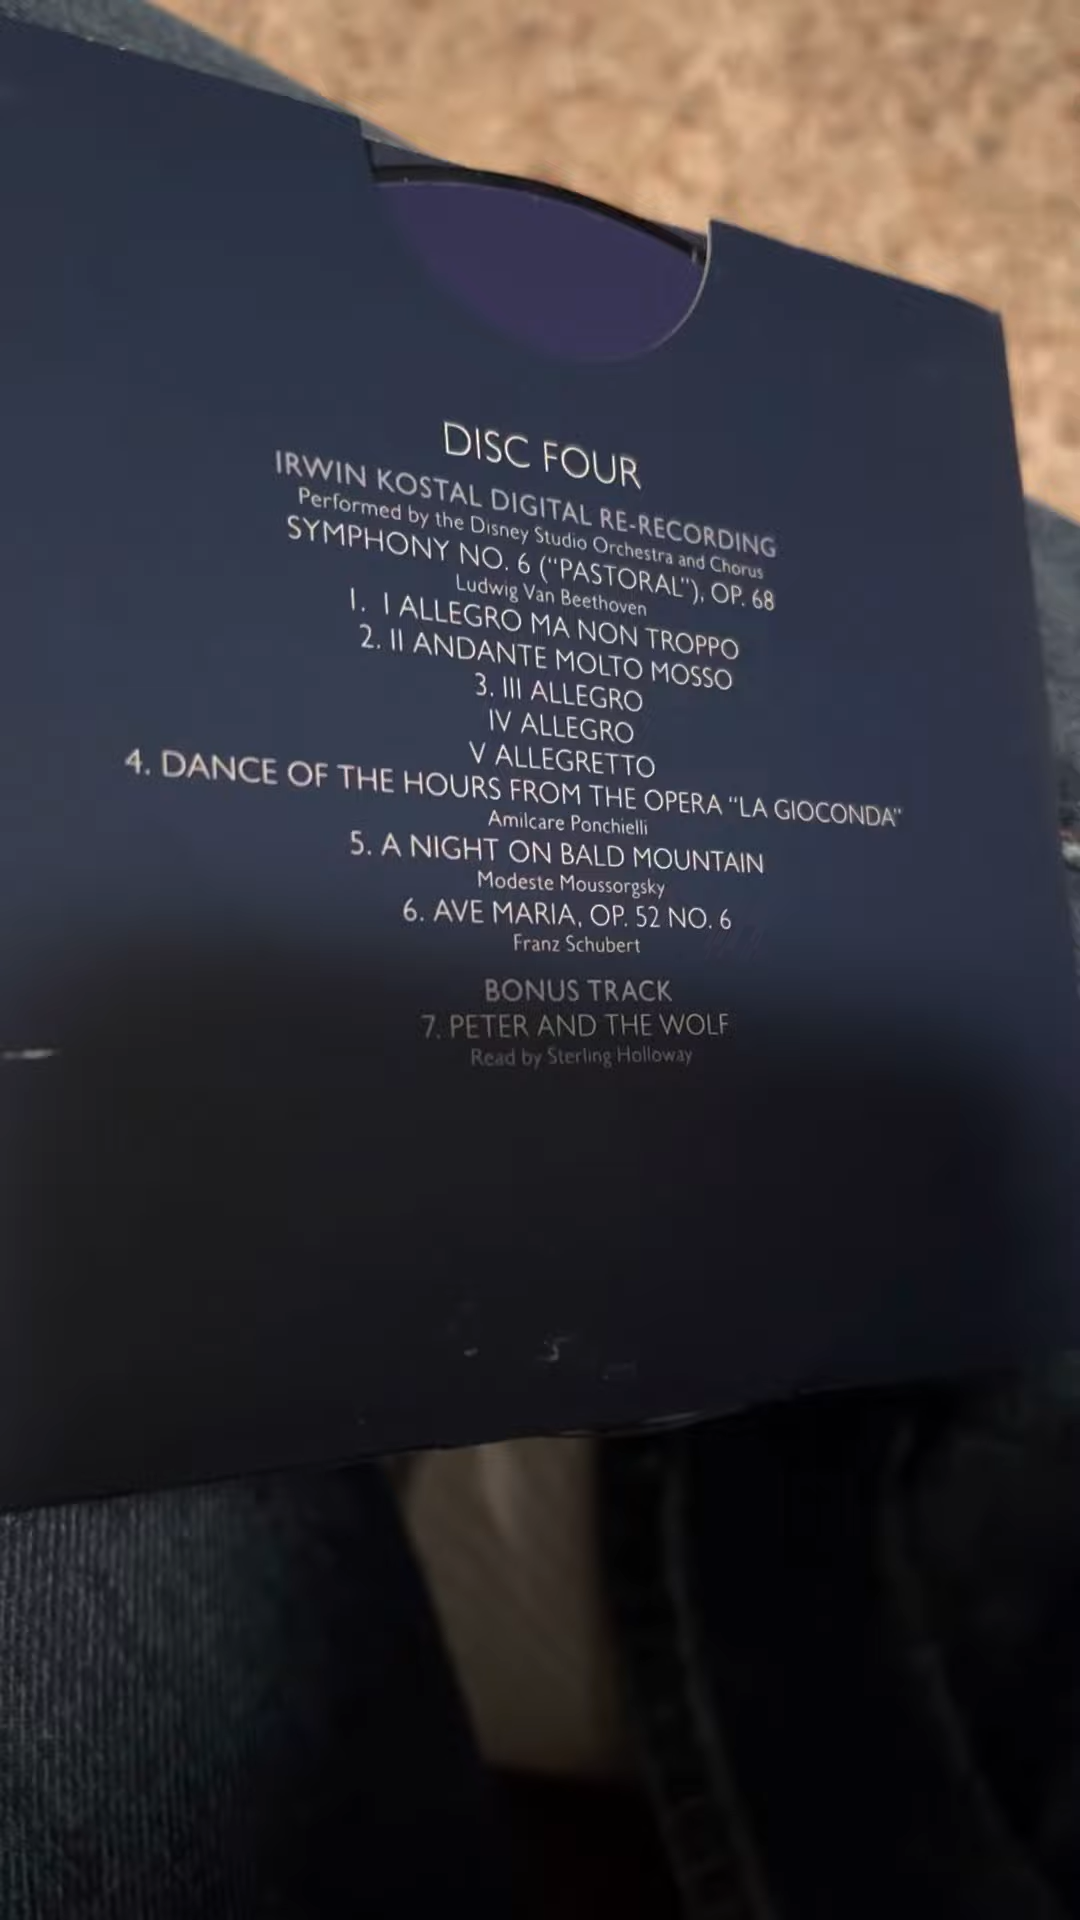 DISC FOUR
IRWIN KOSTAL DIGITAL RE-RECORDING
Performed by the Disney Studio Orchestra and Chorus
SYMPHONY NO. 6 ("PASTORAL"), OP. 68
Ludwig Van Beethoven
1. I ALLEGRO MA NON TROPPO
2. II ANDANTE MOLTO MOSSO
3. III ALLEGRO
IV ALLEGRO
V ALLEGRETTO
4. DANCE OF THE HOURS FROM THE OPERA "LA GIOCONDA"
Amilcare Ponchielli
5. A NIGHT ON BALD MOUNTAIN
Modeste Moussorgsky
6. AVE MARIA, OP. 52 NO. 6
Franz Schubert
BONUS TRACK
7. PETER AND THE WOLF
Read by Sterling Holloway